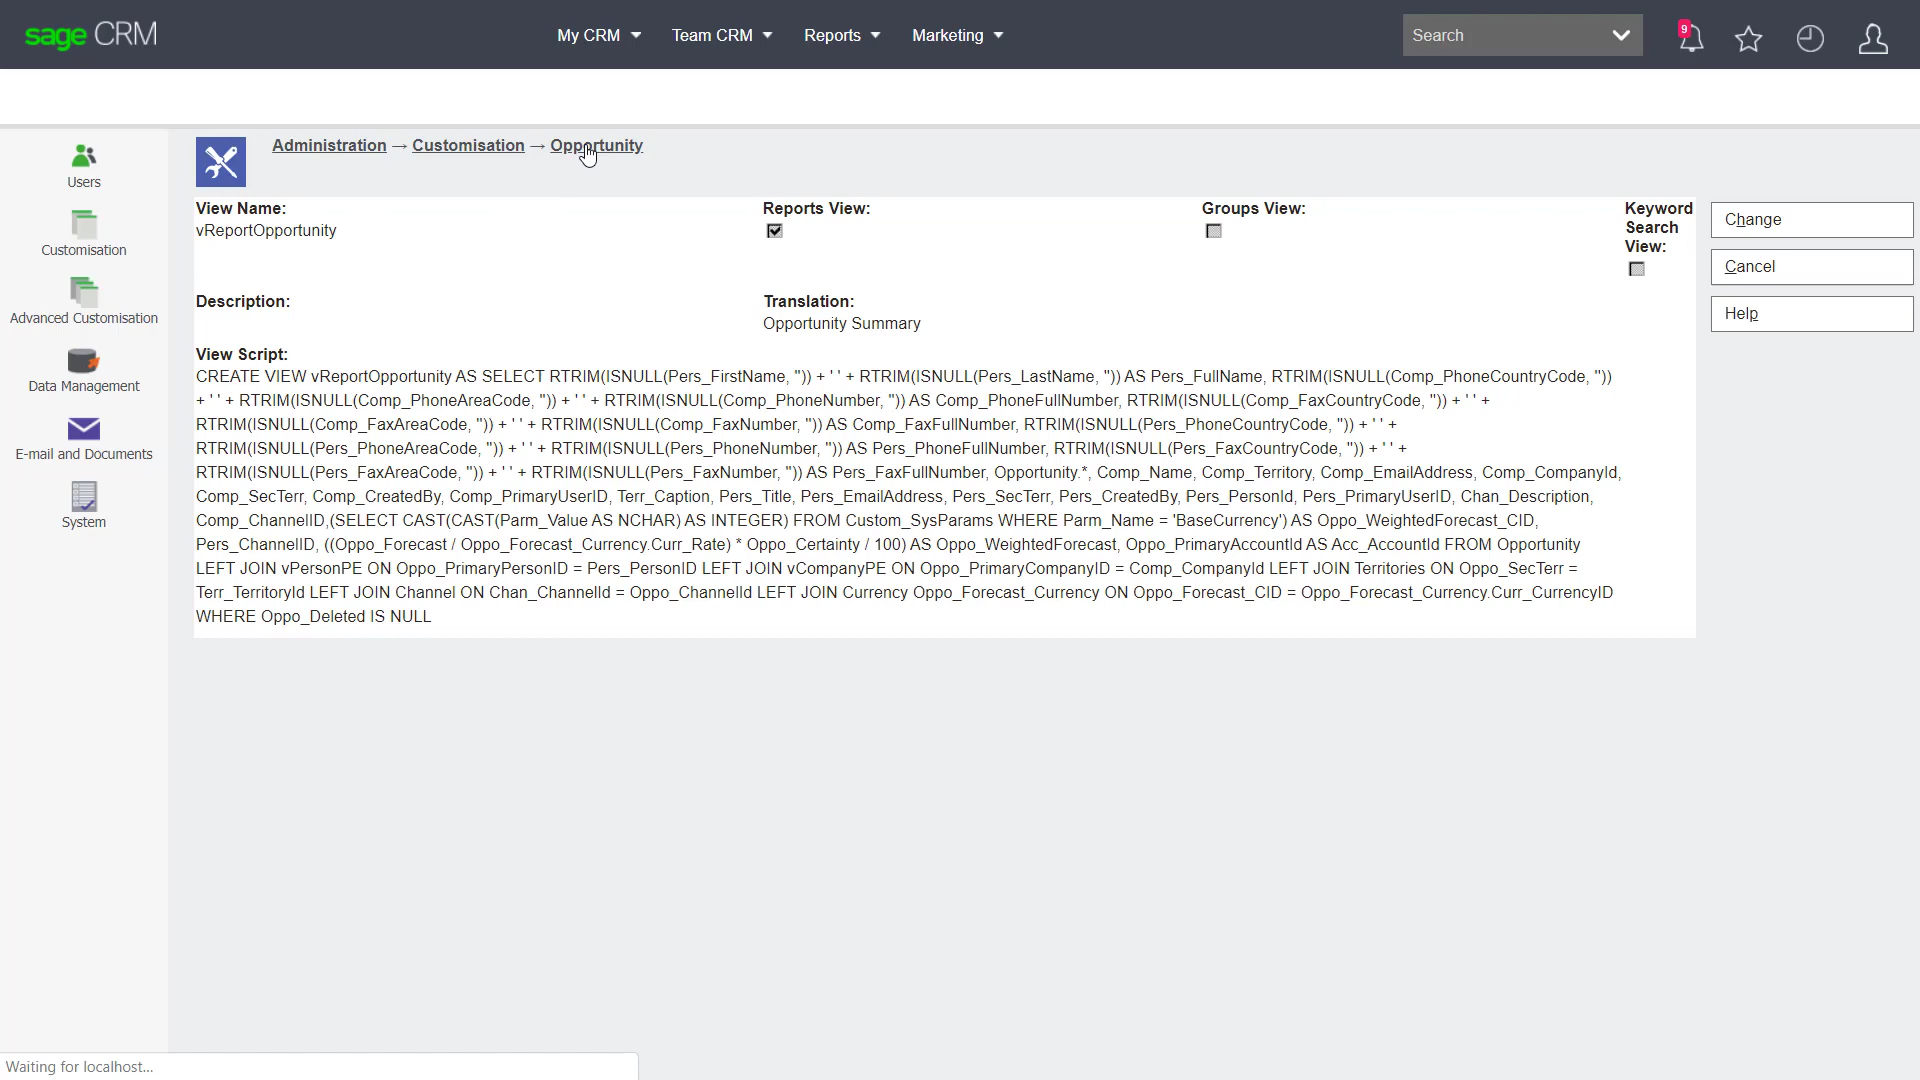 sage CRM
My CRM
Team CRM
Reports
Marketing
Search
9
Users
Customisation
Advanced Customisation
Data Management
E-mail and Documents
System
Administration → Customisation → Opportunity
View Name:
vReportOpportunity
Reports View:
Groups View:
Keyword
Search
View:
Description:
Translation:
Opportunity Summary
View Script:
CREATE VIEW vReportOpportunity AS SELECT RTRIM(ISNULL(Pers_FirstName, '')) + ' ' + RTRIM(ISNULL(Pers_LastName, '')) AS Pers_FullName, RTRIM(ISNULL(Comp_PhoneCountryCode, ''))
+ ' ' + RTRIM(ISNULL(Comp_PhoneAreaCode, '')) + ' ' + RTRIM(ISNULL(Comp_PhoneNumber, '')) AS Comp_PhoneFullNumber, RTRIM(ISNULL(Comp_FaxCountryCode, '')) + ' ' +
RTRIM(ISNULL(Comp_FaxAreaCode, '')) + ' ' + RTRIM(ISNULL(Comp_FaxNumber, '')) AS Comp_FaxFullNumber, RTRIM(ISNULL(Pers_PhoneCountryCode, '')) + ' ' +
RTRIM(ISNULL(Pers_PhoneAreaCode, '')) + ' ' + RTRIM(ISNULL(Pers_PhoneNumber, '')) AS Pers_PhoneFullNumber, RTRIM(ISNULL(Pers_FaxCountryCode, '')) + ' ' +
RTRIM(ISNULL(Pers_FaxAreaCode, '')) + ' ' + RTRIM(ISNULL(Pers_FaxNumber, '')) AS Pers_FaxFullNumber, Opportunity.*, Comp_Name, Comp_Territory, Comp_EmailAddress, Comp_CompanyId,
Comp_SecTerr, Comp_CreatedBy, Comp_PrimaryUserID, Terr_Caption, Pers_Title, Pers_EmailAddress, Pers_SecTerr, Pers_CreatedBy, Pers_PersonId, Pers_PrimaryUserID, Chan_Description,
Comp_ChannelID,(SELECT CAST(CAST(Parm_Value AS NCHAR) AS INTEGER) FROM Custom_SysParams WHERE Parm_Name = 'BaseCurrency') AS Oppo_WeightedForecast_CID,
Pers_ChannelID, ((Oppo_Forecast / Oppo_Forecast_Currency.Curr_Rate) * Oppo_Certainty / 100) AS Oppo_WeightedForecast, Oppo_PrimaryAccountId AS Acc_AccountId FROM Opportunity
LEFT JOIN vPersonPE ON Oppo_PrimaryPersonID = Pers_PersonID LEFT JOIN vCompanyPE ON Oppo_PrimaryCompanyID = Comp_CompanyId LEFT JOIN Territories ON Oppo_SecTerr =
Terr_TerritoryId LEFT JOIN Channel ON Chan_ChannelId = Oppo_ChannelId LEFT JOIN Currency Oppo_Forecast_Currency ON Oppo_Forecast_CID = Oppo_Forecast_Currency.Curr_CurrencyID
WHERE Oppo_Deleted IS NULL
Change
Cancel
Help
Waiting for localhost...